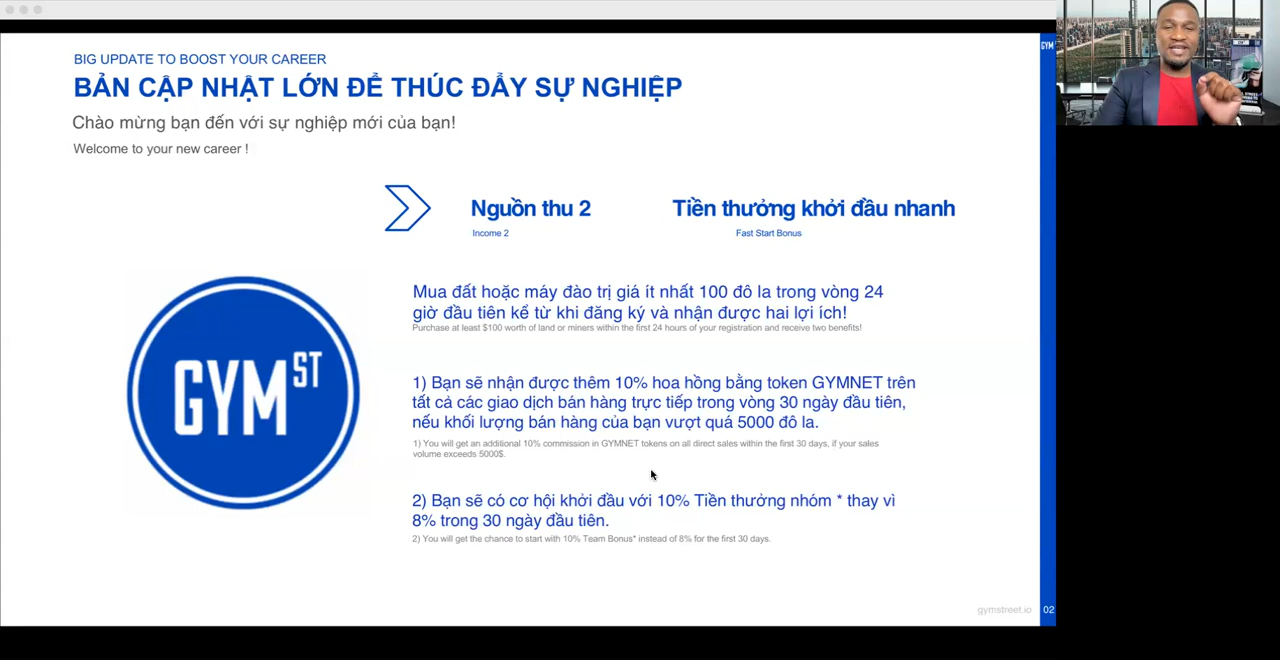 BIG UPDATE TO BOOST YOUR CAREER
BẢN CẬP NHẬT LỚN ĐỂ THÚC ĐẨY SỰ NGHIỆP
Chào mừng bạn đến với sự nghiệp mới của bạn!
Welcome to your new career !
Nguồn thu 2
Tiền thưởng khởi đầu nhanh
Income 2
Fast Start Bonus
GYM ST
Mua đất hoặc máy đào trị giá ít nhất 100 đô la trong vòng 24
giờ đầu tiên kể từ khi đăng ký và nhận được hai lợi ích!
Purchase at least $100 worth of land or miners within the first 24 hours of your registration and receive two benefits!
1) Bạn sẽ nhận được thêm 10% hoa hồng bằng token GYMNET trên
tất cả các giao dịch bán hàng trực tiếp trong vòng 30 ngày đầu tiên,
nếu khối lượng bán hàng của bạn vượt quá 5000 đô la.
1) You will get an additional 10% commission in GYMNET tokens on all direct sales within the first 30 days, if your sales
volume exceeds 5000$.
2) Bạn sẽ có cơ hội khởi đầu với 10% Tiền thưởng nhóm * thay vì
8% trong 30 ngày đầu tiên.
2) You will get the chance to start with 10% Team Bonus* instead of 8% for the first 30 days.
gymstreet.io
02
GYM